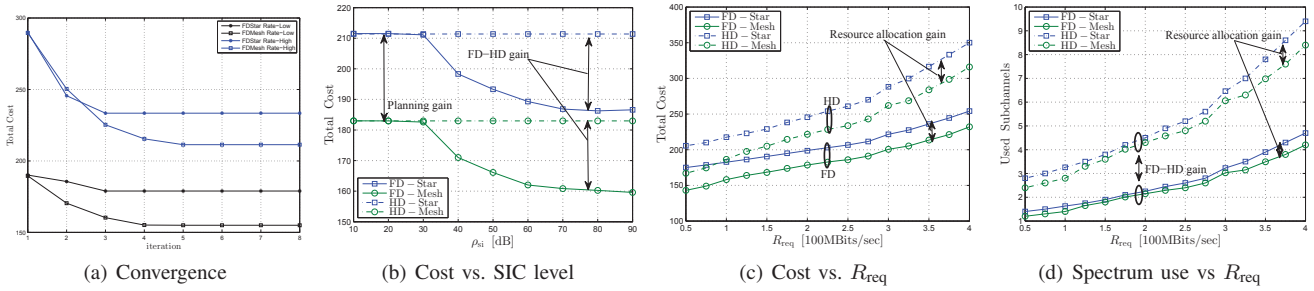 300
250
200
150
Total Cost
1 2 3 4 5 6 7 8
iteration
FDStar Rate−Low
FDMesh Rate−Low
FDStar Rate−High
FDMesh Rate−High
(a) Convergence
220
210
200
190
180
170
160
150
Total Cost
10 20 30 40 50 60 70 80 90
ρsi [dB]
FD−HD gain
Planning gain
FD − Star
FD − Mesh
HD − Star
HD − Mesh
(b) Cost vs. SIC level
400
350
300
250
200
150
100
Total Cost
0.5 1 1.5 2 2.5 3 3.5 4
Rreq [100MBits/sec]
FD − Star
FD − Mesh
HD − Star
HD − Mesh
Resource allocation gain
HD
FD
(c) Cost vs. Rreq
10
9
8
7
6
5
4
3
2
1
Used Subchannels
0.5 1 1.5 2 2.5 3 3.5 4
Rreq [100MBits/sec]
FD − Star
FD − Mesh
HD − Star
HD − Mesh
Resource allocation gain
FD−HD gain
(d) Spectrum use vs Rreq